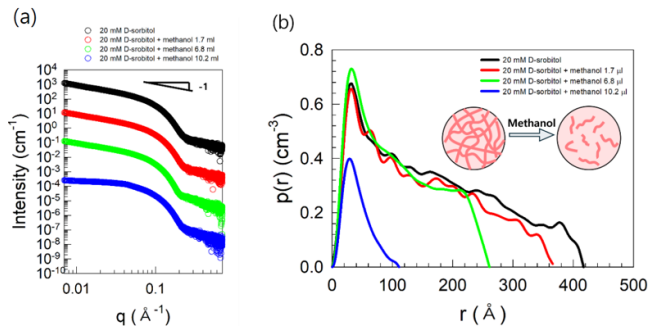 (a)
20 mM D-sorbitol
20 mM D-sorbitol + methanol 1.7 ml
20 mM D-sorbitol + methanol 6.8 ml
20 mM D-sorbitol + methanol 10.2 ml
-1
Intensity (cm⁻¹)
10⁴
10³
10²
10¹
10⁰
10⁻¹
10⁻²
10⁻³
10⁻⁴
10⁻⁵
10⁻⁶
10⁻⁷
10⁻⁸
10⁻⁹
10⁻¹⁰
0.01 0.1
q (Å⁻¹)
(b)
20 mM D-srobitol
20 mM D-srobitol + methanol 1.7 µl
20 mM D-srobitol + methanol 6.8 µl
20 mM D-srobitol + methanol 10.2 µl
Methanol
p(r) (cm⁻³)
0.8
0.6
0.4
0.2
0.0
0 100 200 300 400 500
r (Å)